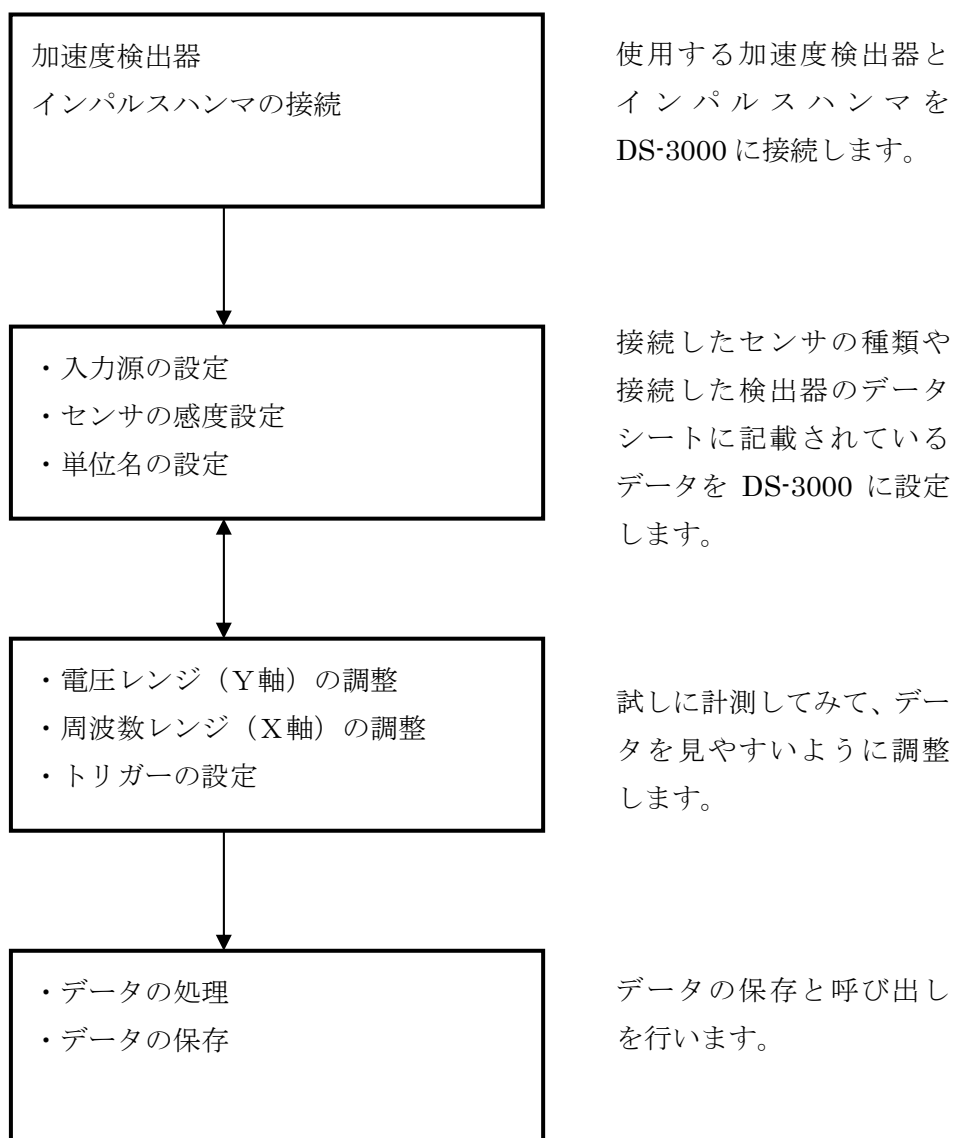 加速度検出器
インパルスハンマの接続
使用する加速度検出器と
インパルスハンマを
DS-3000 に接続します。
・入力源の設定
・センサの感度設定
・単位名の設定
接続したセンサの種類や
接続した検出器のデータ
シートに記載されている
データを DS-3000 に設定
します。
・電圧レンジ（Ｙ軸）の調整
・周波数レンジ（Ｘ軸）の調整
・トリガーの設定
試しに計測してみて、デー
タを見やすいように調整
します。
・データの処理
・データの保存
データの保存と呼び出し
を行います。